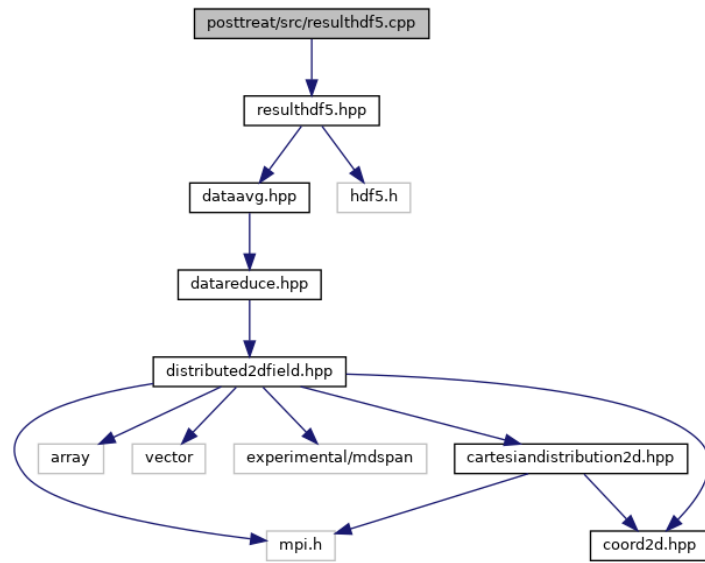 posttreat/src/resulthdf5.cpp
resulthdf5.hpp
dataavg.hpp
hdf5.h
datareduce.hpp
distributed2dfield.hpp
array
vector
experimental/mdspan
cartesiandistribution2d.hpp
mpi.h
coord2d.hpp